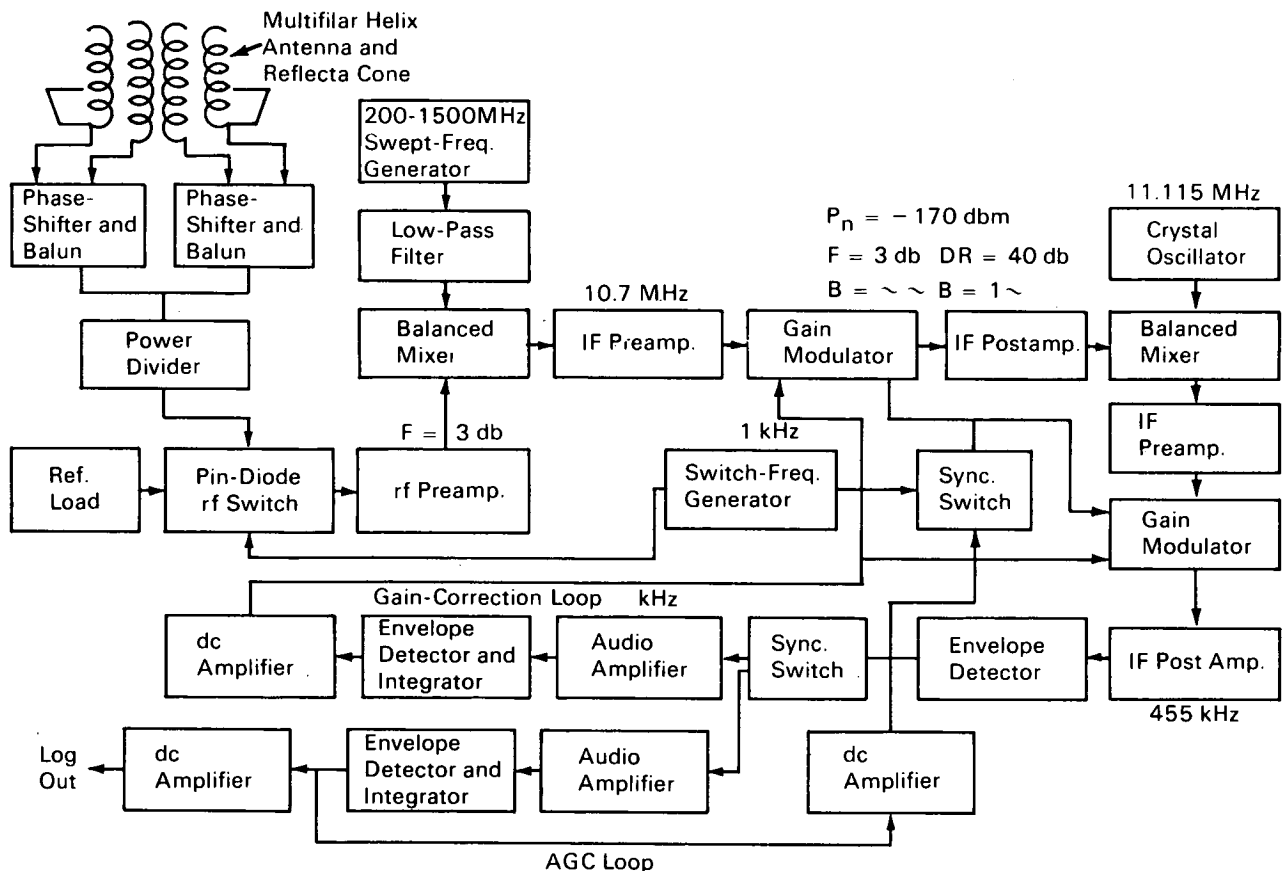 Multifilar Helix
Antenna and
Reflecta Cone
200-1500MHz
Swept-Freq.
Generator
Phase-
Shifter and
Balun
Phase-
Shifter and
Balun
Low-Pass
Filter
Pn = − 170 dbm
F = 3 db DR = 40 db
B = ∼ ∼ B = 1∼
11.115 MHz
Crystal
Oscillator
Power
Divider
Balanced
Mixer
10.7 MHz
IF Preamp.
Gain
Modulator
IF Postamp.
Balanced
Mixer
IF
Preamp.
F = 3 db
1 kHz
Ref.
Load
Pin-Diode
rf Switch
rf Preamp.
Switch-Freq.
Generator
Sync.
Switch
Gain
Modulator
Gain-Correction Loop kHz
dc
Amplifier
Envelope
Detector and
Integrator
Audio
Amplifier
Sync.
Switch
Envelope
Detector
IF Post Amp.
455 kHz
Log
Out
dc
Amplifier
Envelope
Detector and
Integrator
Audio
Amplifier
dc
Amplifier
AGC Loop